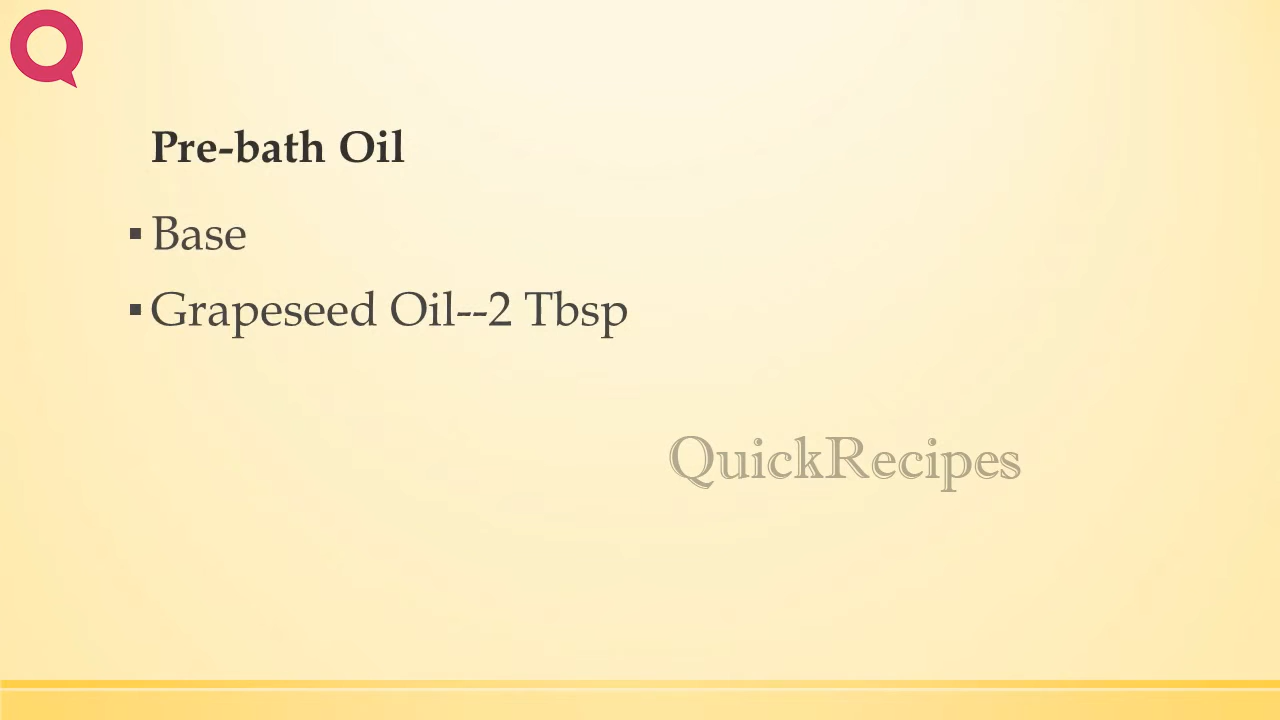 Pre-bath Oil
▪ Base
▪ Grapeseed Oil--2 Tbsp
QuickRecipes